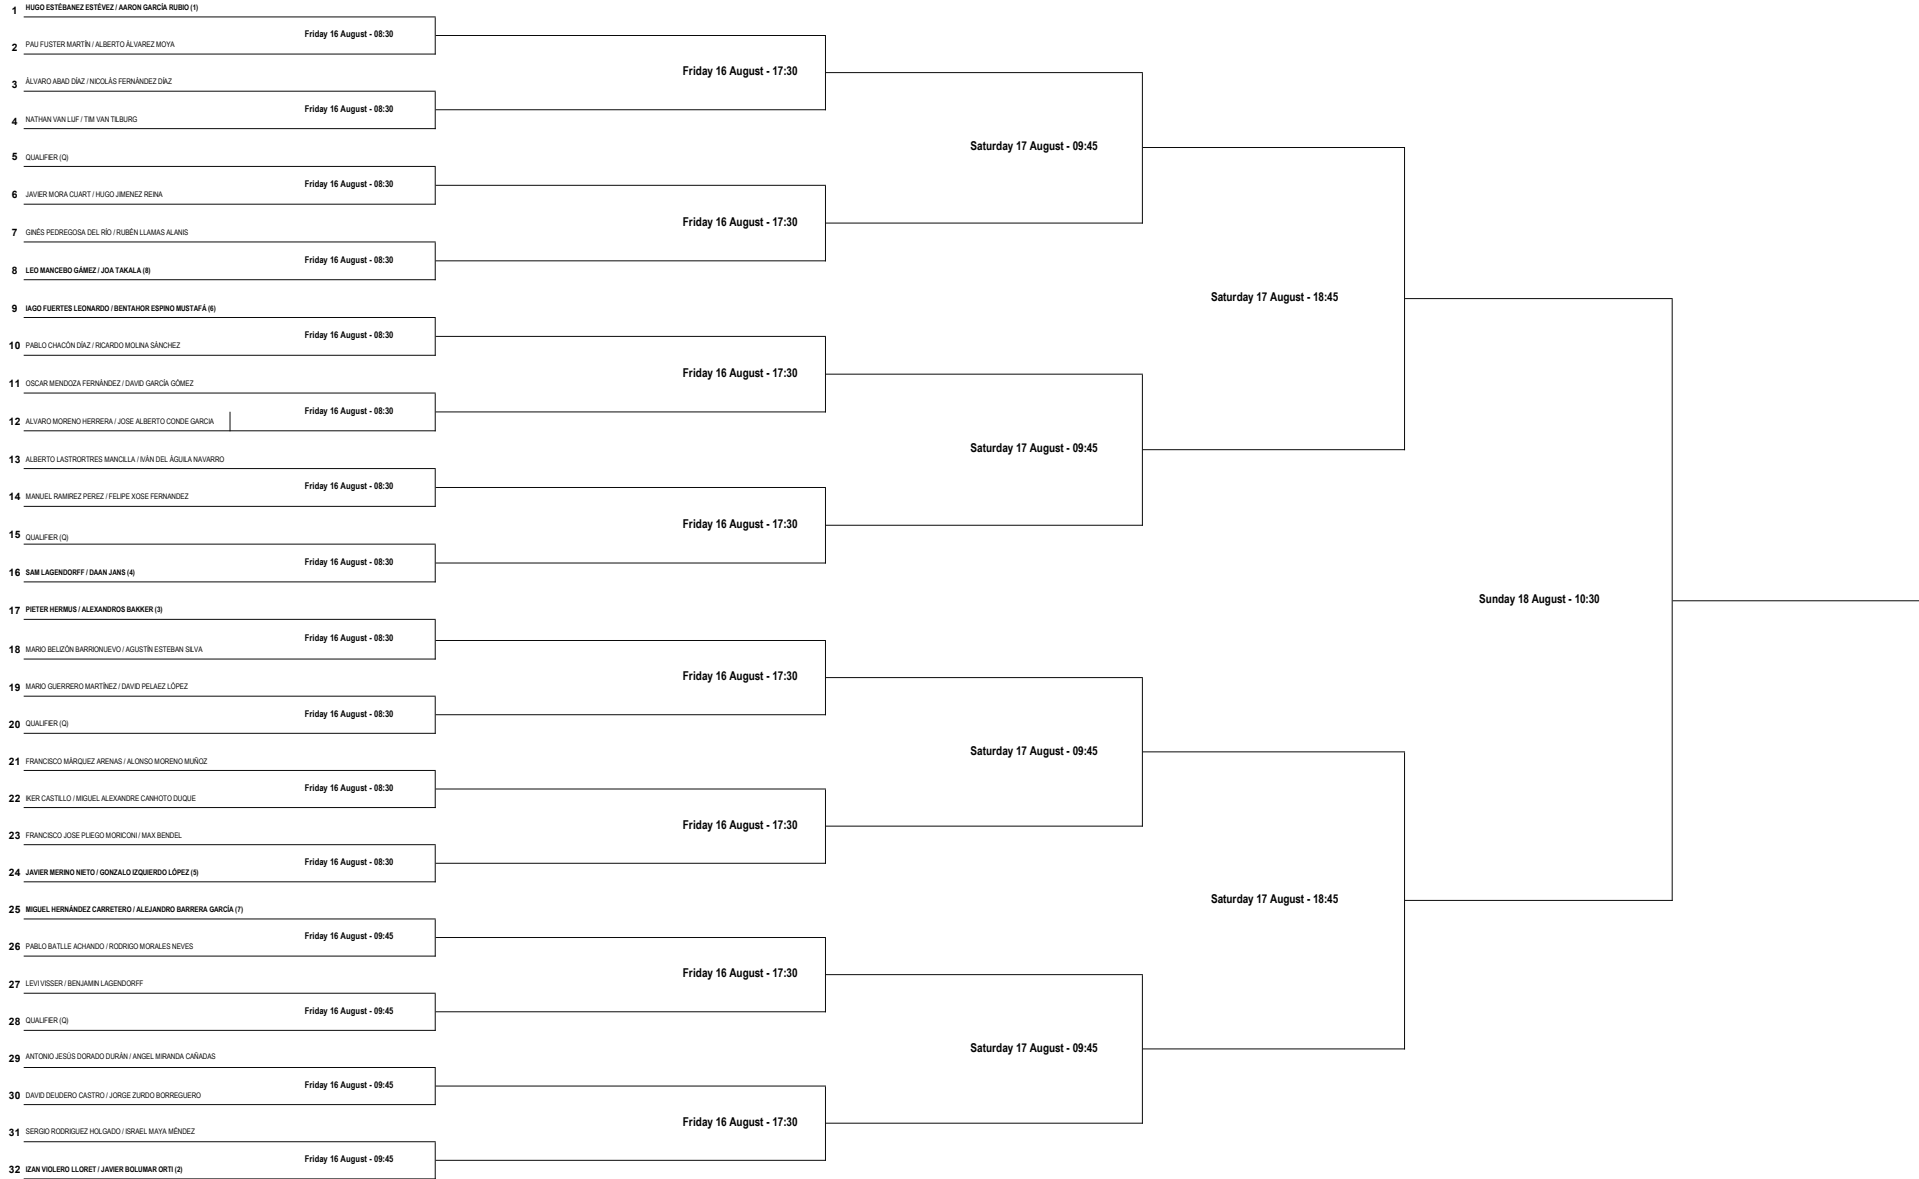 1 HUGO ESTÉBANEZ ESTÉVEZ / AARON GARCÍA RUBIO (1)
Friday 16 August - 08:30
2 PAU FUSTER MARTÍN / ALBERTO ÁLVAREZ MOYA
Friday 16 August - 17:30
3 ÁLVARO ABAD DÍAZ / NICOLÁS FERNÁNDEZ DÍAZ
Friday 16 August - 08:30
4 NATHAN VAN LIJF / TIM VAN TILBURG
Saturday 17 August - 09:45
5 QUALIFIER (Q)
Friday 16 August - 08:30
6 JAVIER MORA CUART / HUGO JIMENEZ REINA
Friday 16 August - 17:30
7 GINÉS PEDREGOSA DEL RÍO / RUBÉN LLAMAS ALANIS
Friday 16 August - 08:30
8 LEO MANCEBO GÁMEZ / JOA TAKALA (8)
Saturday 17 August - 18:45
9 IAGO FUERTES LEONARDO / BENTAHOR ESPINO MUSTAFÁ (6)
Friday 16 August - 08:30
10 PABLO CHACÓN DÍAZ / RICARDO MOLINA SÁNCHEZ
Friday 16 August - 17:30
11 OSCAR MENDOZA FERNÁNDEZ / DAVID GARCÍA GÓMEZ
Friday 16 August - 08:30
12 ALVARO MORENO HERRERA / JOSE ALBERTO CONDE GARCIA
Saturday 17 August - 09:45
13 ALBERTO LASTRORTRES MANCILLA / IVÁN DEL ÁGUILA NAVARRO
Friday 16 August - 08:30
14 MANUEL RAMIREZ PEREZ / FELIPE XOSE FERNANDEZ
Friday 16 August - 17:30
15 QUALIFIER (Q)
Friday 16 August - 08:30
16 SAM LAGENDORFF / DAAN JANS (4)
Sunday 18 August - 10:30
17 PIETER HERMUS / ALEXANDROS BAKKER (3)
Friday 16 August - 08:30
18 MARIO BELIZÓN BARRIONUEVO / AGUSTÍN ESTEBAN SILVA
Friday 16 August - 17:30
19 MARIO GUERRERO MARTÍNEZ / DAVID PELAEZ LÓPEZ
Friday 16 August - 08:30
20 QUALIFIER (Q)
Saturday 17 August - 09:45
21 FRANCISCO MÁRQUEZ ARENAS / ALONSO MORENO MUÑOZ
Friday 16 August - 08:30
22 IKER CASTILLO / MIGUEL ALEXANDRE CANHOTO DUQUE
Friday 16 August - 17:30
23 FRANCISCO JOSE PLIEGO MORICONI / MAX BENDEL
Friday 16 August - 08:30
24 JAVIER MERINO NIETO / GONZALO IZQUIERDO LÓPEZ (5)
Saturday 17 August - 18:45
25 MIGUEL HERNÁNDEZ CARRETERO / ALEJANDRO BARRERA GARCÍA (7)
Friday 16 August - 09:45
26 PABLO BATLLE ACHANDO / RODRIGO MORALES NEVES
Friday 16 August - 17:30
27 LEVI VISSER / BENJAMIN LAGENDORFF
Friday 16 August - 09:45
28 QUALIFIER (Q)
Saturday 17 August - 09:45
29 ANTONIO JESÚS DORADO DURÁN / ANGEL MIRANDA CAÑADAS
Friday 16 August - 09:45
30 DAVID DEUDERO CASTRO / JORGE ZURDO BORREGUERO
Friday 16 August - 17:30
31 SERGIO RODRIGUEZ HOLGADO / ISRAEL MAYA MÉNDEZ
Friday 16 August - 09:45
32 IZAN VIOLERO LLORET / JAVIER BOLUMAR ORTI (2)